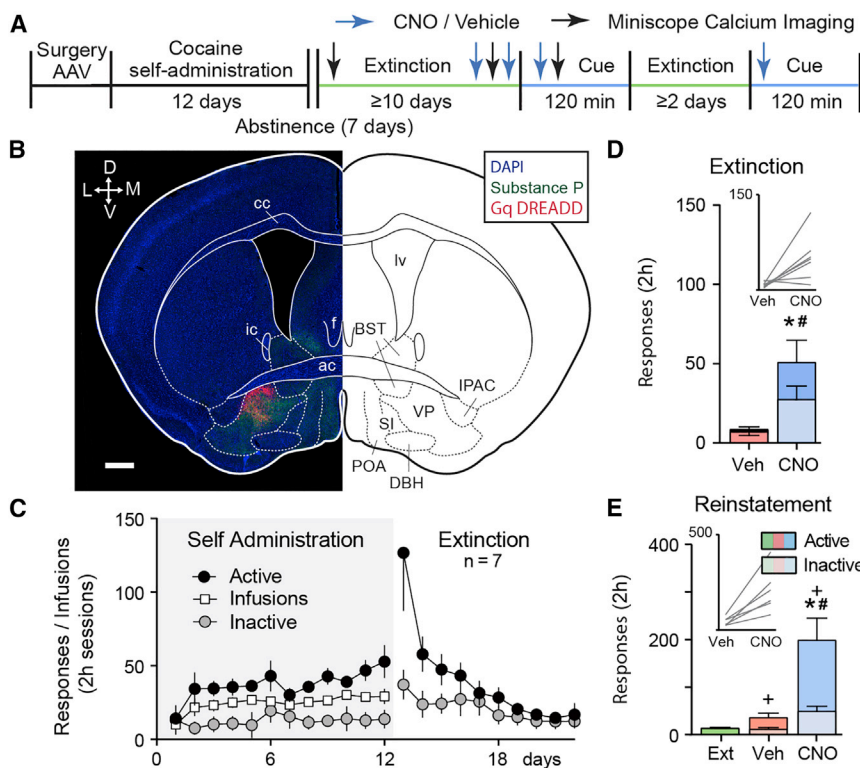 A
CNO / Vehicle
Miniscope Calcium Imaging
Surgery
AAV
Cocaine
self-administration
Extinction
Cue
Extinction
Cue
12 days
≥10 days
120 min
≥2 days
120 min
Abstinence (7 days)
B
D
L M
V
DAPI
Substance P
Gq DREADD
cc
lv
ic
f
BST
ac
IPAC
VP
SI
POA
DBH
C
Responses / Infusions
(2h sessions)
150
100
50
0
Self Administration
Active
Infusions
Inactive
Extinction
n = 7
0 6 12 18 days
D
Extinction
Responses (2h)
150
100
50
0
150
Veh CNO
*#
Veh CNO
E
Reinstatement
Responses (2h)
400
200
0
500
Veh CNO
Active
Inactive
+
+
*#
Ext Veh CNO